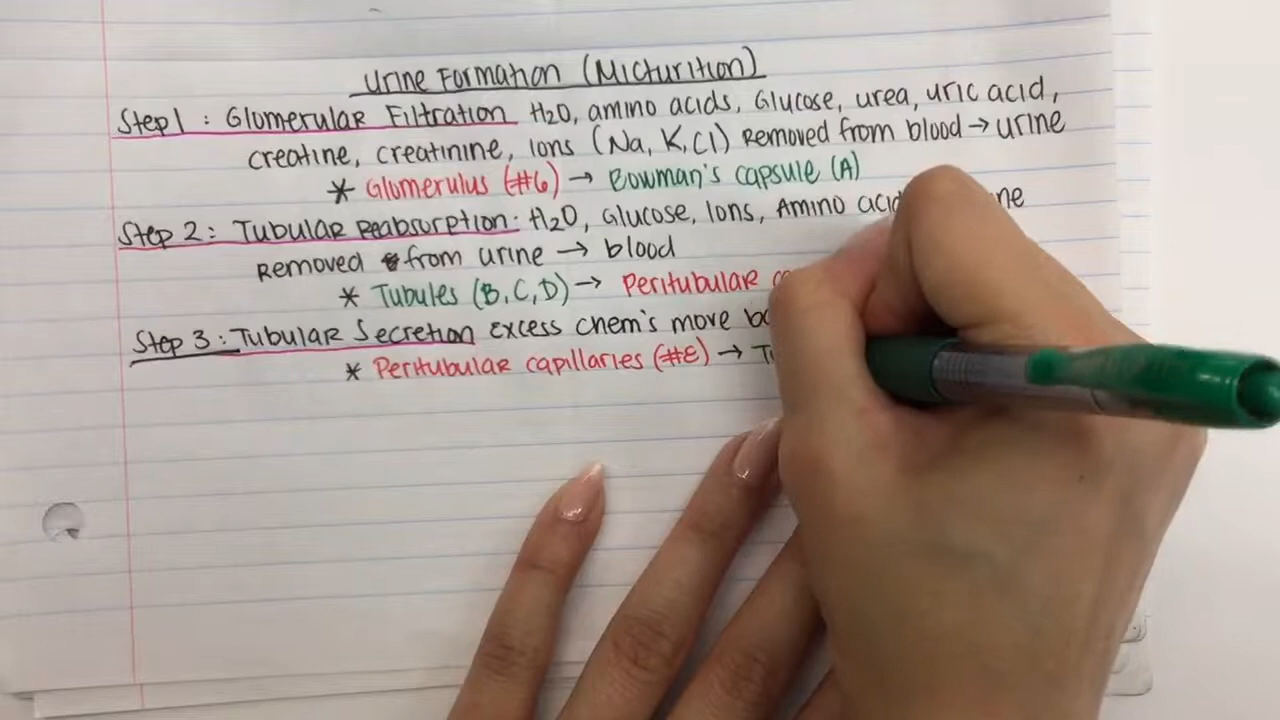 Urine Formation (Micturition)
Step 1 : Glomerular Filtration H2O, amino acids, Glucose, urea, uric acid,
creatine, creatinine, Ions (Na, K, Cl) Removed from blood → urine
* Glomerulus (#6) → Bowman's capsule (A)
Step 2 : Tubular Reabsorption: H2O, Glucose, Ions, Amino
Removed from urine → blood
* Tubules (B, C, D) → Peritubular
Step 3 : Tubular Secretion Excess chem's move
* Peritubular capillaries (#8) →